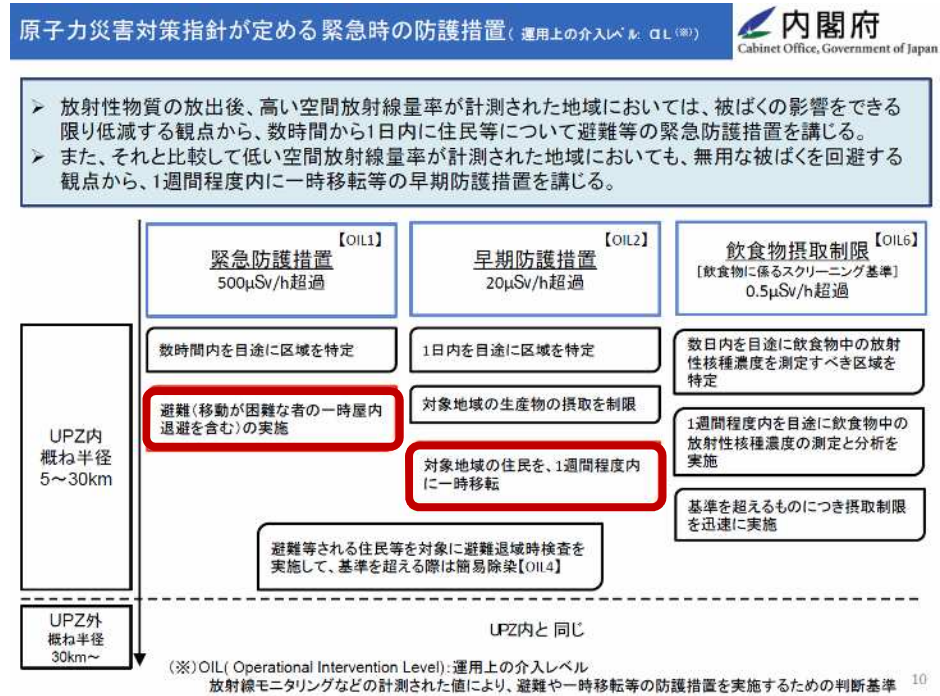 原子力災害対策指針が定める緊急時の防護措置( 運用上の介入レベル: OIL(※))
内閣府
Cabinet Office, Government of Japan
➢ 放射性物質の放出後、高い空間放射線量率が計測された地域においては、被ばくの影響をできる
限り低減する観点から、数時間から1日内に住民等について避難等の緊急防護措置を講じる。
➢ また、それと比較して低い空間放射線量率が計測された地域においても、無用な被ばくを回避する
観点から、1週間程度内に一時移転等の早期防護措置を講じる。
【OIL1】
緊急防護措置
500μSv/h超過
【OIL2】
早期防護措置
20μSv/h超過
【OIL6】
飲食物摂取制限
[飲食物に係るスクリーニング基準]
0.5μSv/h超過
UPZ内
概ね半径
5～30km
数時間内を目途に区域を特定
避難(移動が困難な者の一時屋内
退避を含む)の実施
1日内を目途に区域を特定
対象地域の生産物の摂取を制限
対象地域の住民を、1週間程度内
に一時移転
数日内を目途に飲食物中の放射
性核種濃度を測定すべき区域を
特定
1週間程度内を目途に飲食物中の
放射性核種濃度の測定と分析を
実施
基準を超えるものにつき摂取制限
を迅速に実施
避難等される住民等を対象に避難退域時検査を
実施して、基準を超える際は簡易除染【OIL4】
UPZ外
概ね半径
30km～
UPZ内と 同じ
(※)OIL( Operational Intervention Level):運用上の介入レベル
放射線モニタリングなどの計測された値により、避難や一時移転等の防護措置を実施するための判断基準
10